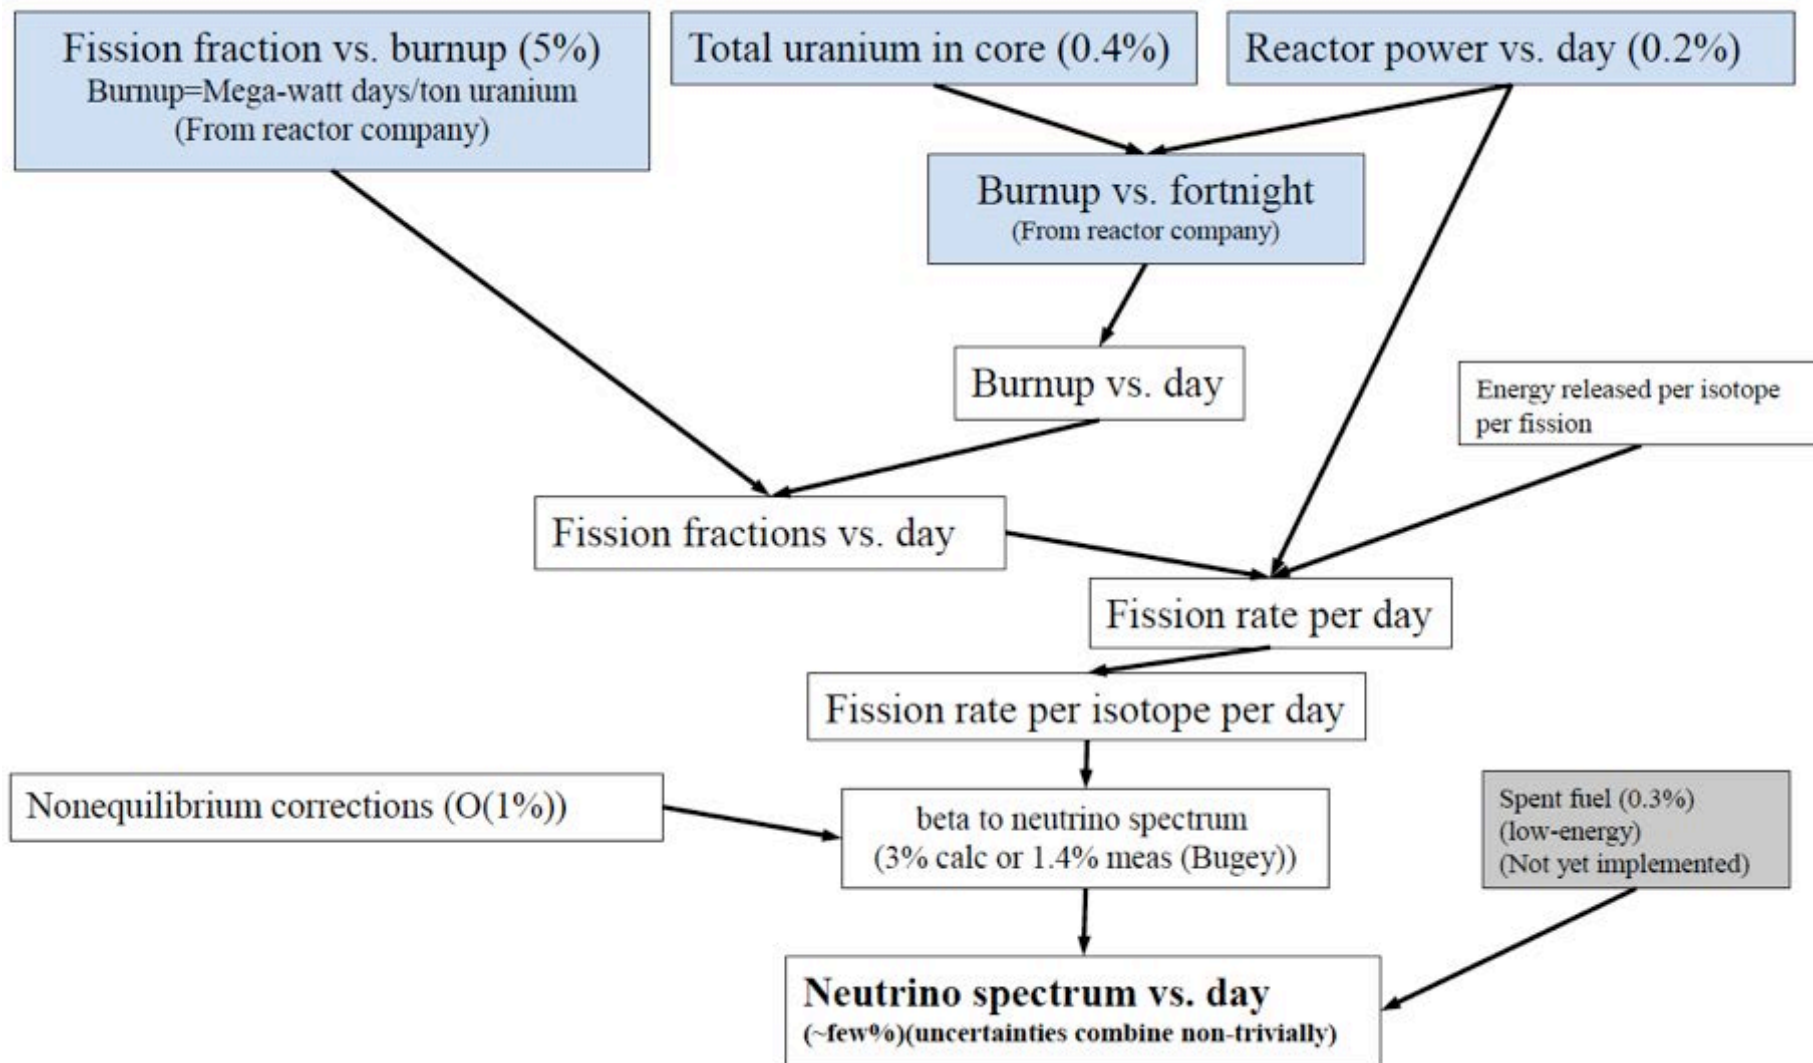 Fission fraction vs. burnup (5%)
Burnup=Mega-watt days/ton uranium
(From reactor company)
Total uranium in core (0.4%)
Reactor power vs. day (0.2%)
Burnup vs. fortnight
(From reactor company)
Burnup vs. day
Energy released per isotope
per fission
Fission fractions vs. day
Fission rate per day
Fission rate per isotope per day
Nonequilibrium corrections (O(1%))
beta to neutrino spectrum
(3% calc or 1.4% meas (Bugey))
Spent fuel (0.3%)
(low-energy)
(Not yet implemented)
Neutrino spectrum vs. day
(~few%)(uncertainties combine non-trivially)